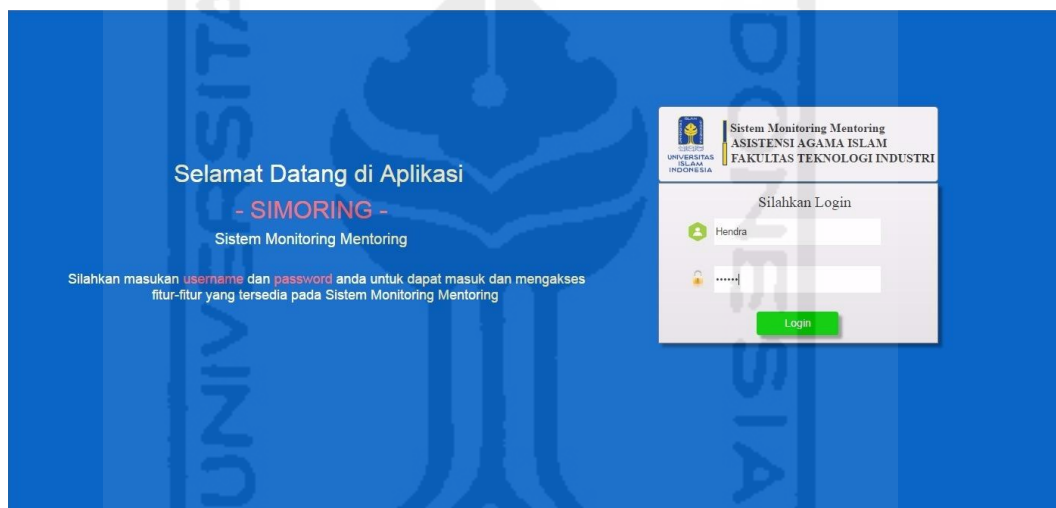 Selamat Datang di Aplikasi
- SIMORING -
Sistem Monitoring Mentoring
Silahkan masukan username dan password anda untuk dapat masuk dan mengakses
fitur-fitur yang tersedia pada Sistem Monitoring Mentoring
UNIVERSITAS
ISLAM
INDONESIA
Sistem Monitoring Mentoring
ASISTENSI AGAMA ISLAM
FAKULTAS TEKNOLOGI INDUSTRI
Silahkan Login
Hendra
••••••
Login
UNIVERSITA
DONESIA